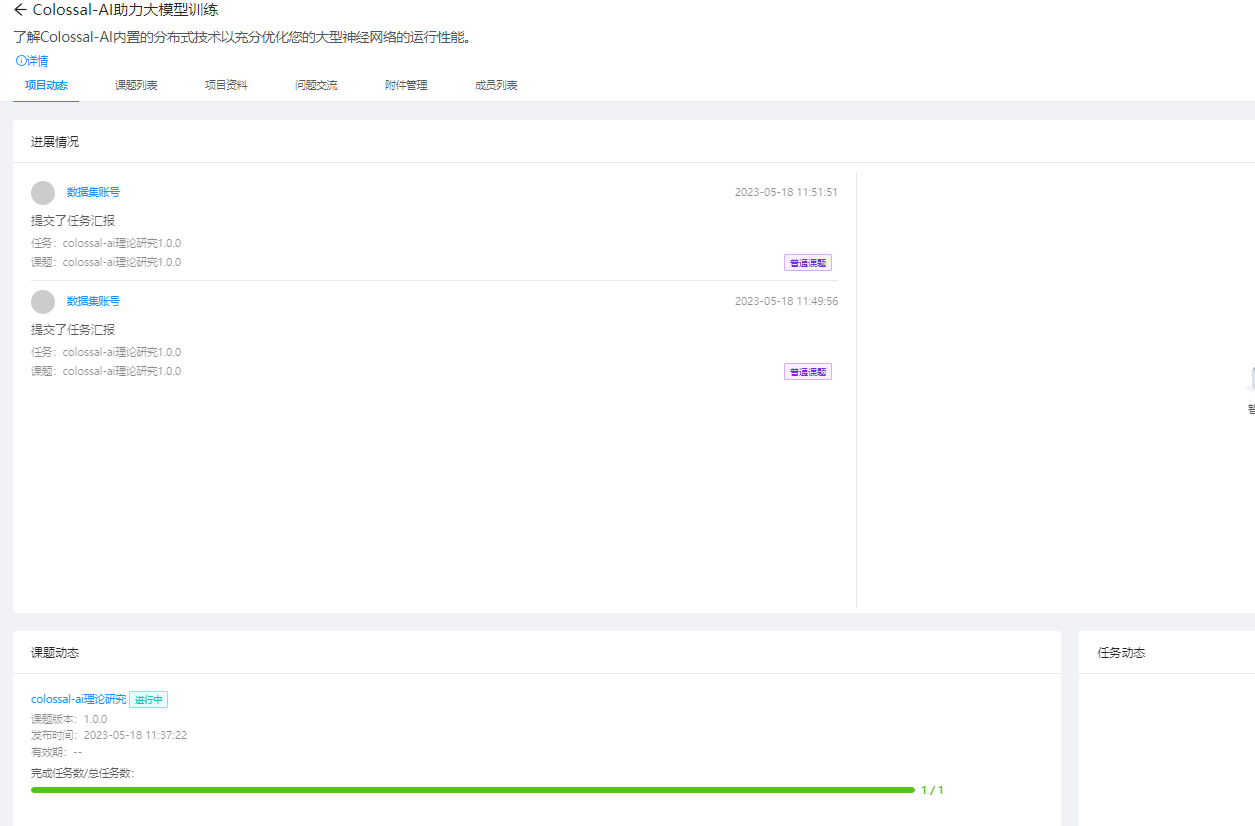 Colossal-AI助力大模型训练
了解Colossal-AI内置的分布式技术以充分优化您的大型神经网络的运行性能。
详情
项目动态 课题列表 项目资料 问题交流 附件管理 成员列表
进展情况
数据集账号 2023-05-18 11:51:51
提交了任务汇报
任务: colossal-ai理论研究1.0.0
课题: colossal-ai理论研究1.0.0 普通课题
数据集账号 2023-05-18 11:49:56
提交了任务汇报
任务: colossal-ai理论研究1.0.0
课题: colossal-ai理论研究1.0.0 普通课题
课题动态 任务动态
colossal-ai理论研究 进行中
课题版本: 1.0.0
发布时间: 2023-05-18 11:37:22
有效期: --
完成任务数/总任务数:
1 / 1